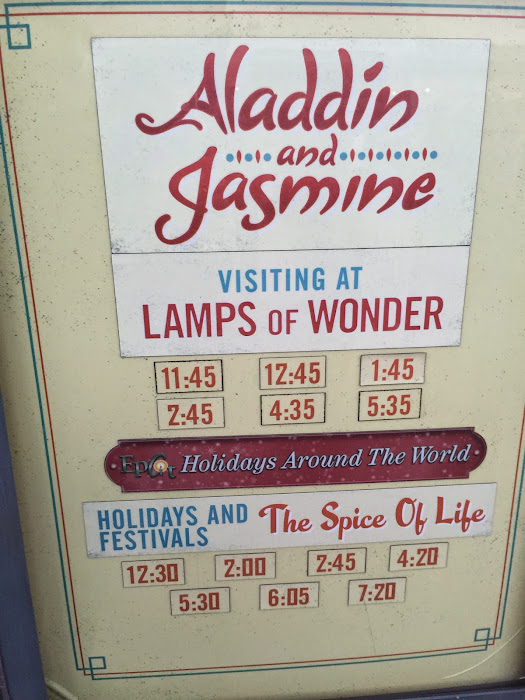 Aladdin
and
Jasmine
VISITING AT
LAMPS OF WONDER
11:45 12:45 1:45
2:45 4:35 5:35
Epcot Holidays Around The World
HOLIDAYS AND FESTIVALS The Spice Of Life
12:30 2:00 2:45 4:20
5:30 6:05 7:20